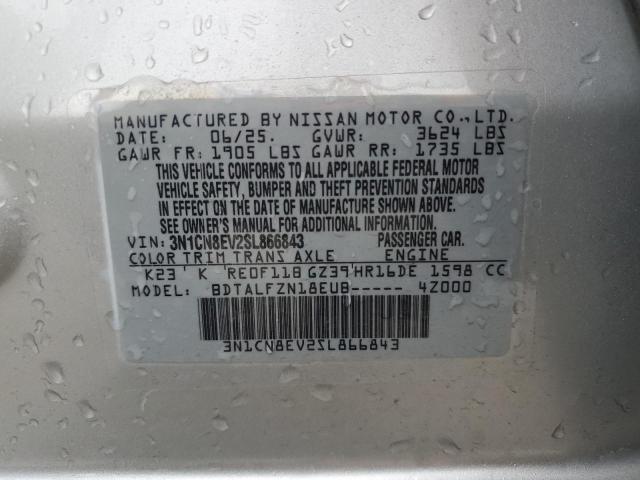 MANUFACTURED BY NISSAN MOTOR CO.,LTD.
DATE: 06/25. GVWR: 3624 LBS
GAWR FR: 1905 LBS GAWR RR: 1735 LBS
THIS VEHICLE CONFORMS TO ALL APPLICABLE FEDERAL MOTOR
VEHICLE SAFETY, BUMPER AND THEFT PREVENTION STANDARDS
IN EFFECT ON THE DATE OF MANUFACTURE SHOWN ABOVE.
SEE OWNER'S MANUAL FOR ADDITIONAL INFORMATION.
VIN: 3N1CN8EV2SL866843 PASSENGER CAR.
COLOR TRIM TRANS AXLE ENGINE
K23 K RE0F11B GZ39 HR16DE 1598 CC
MODEL: BDTALFZN18EUB----- 4Z000
3N1CN8EV2SL866843